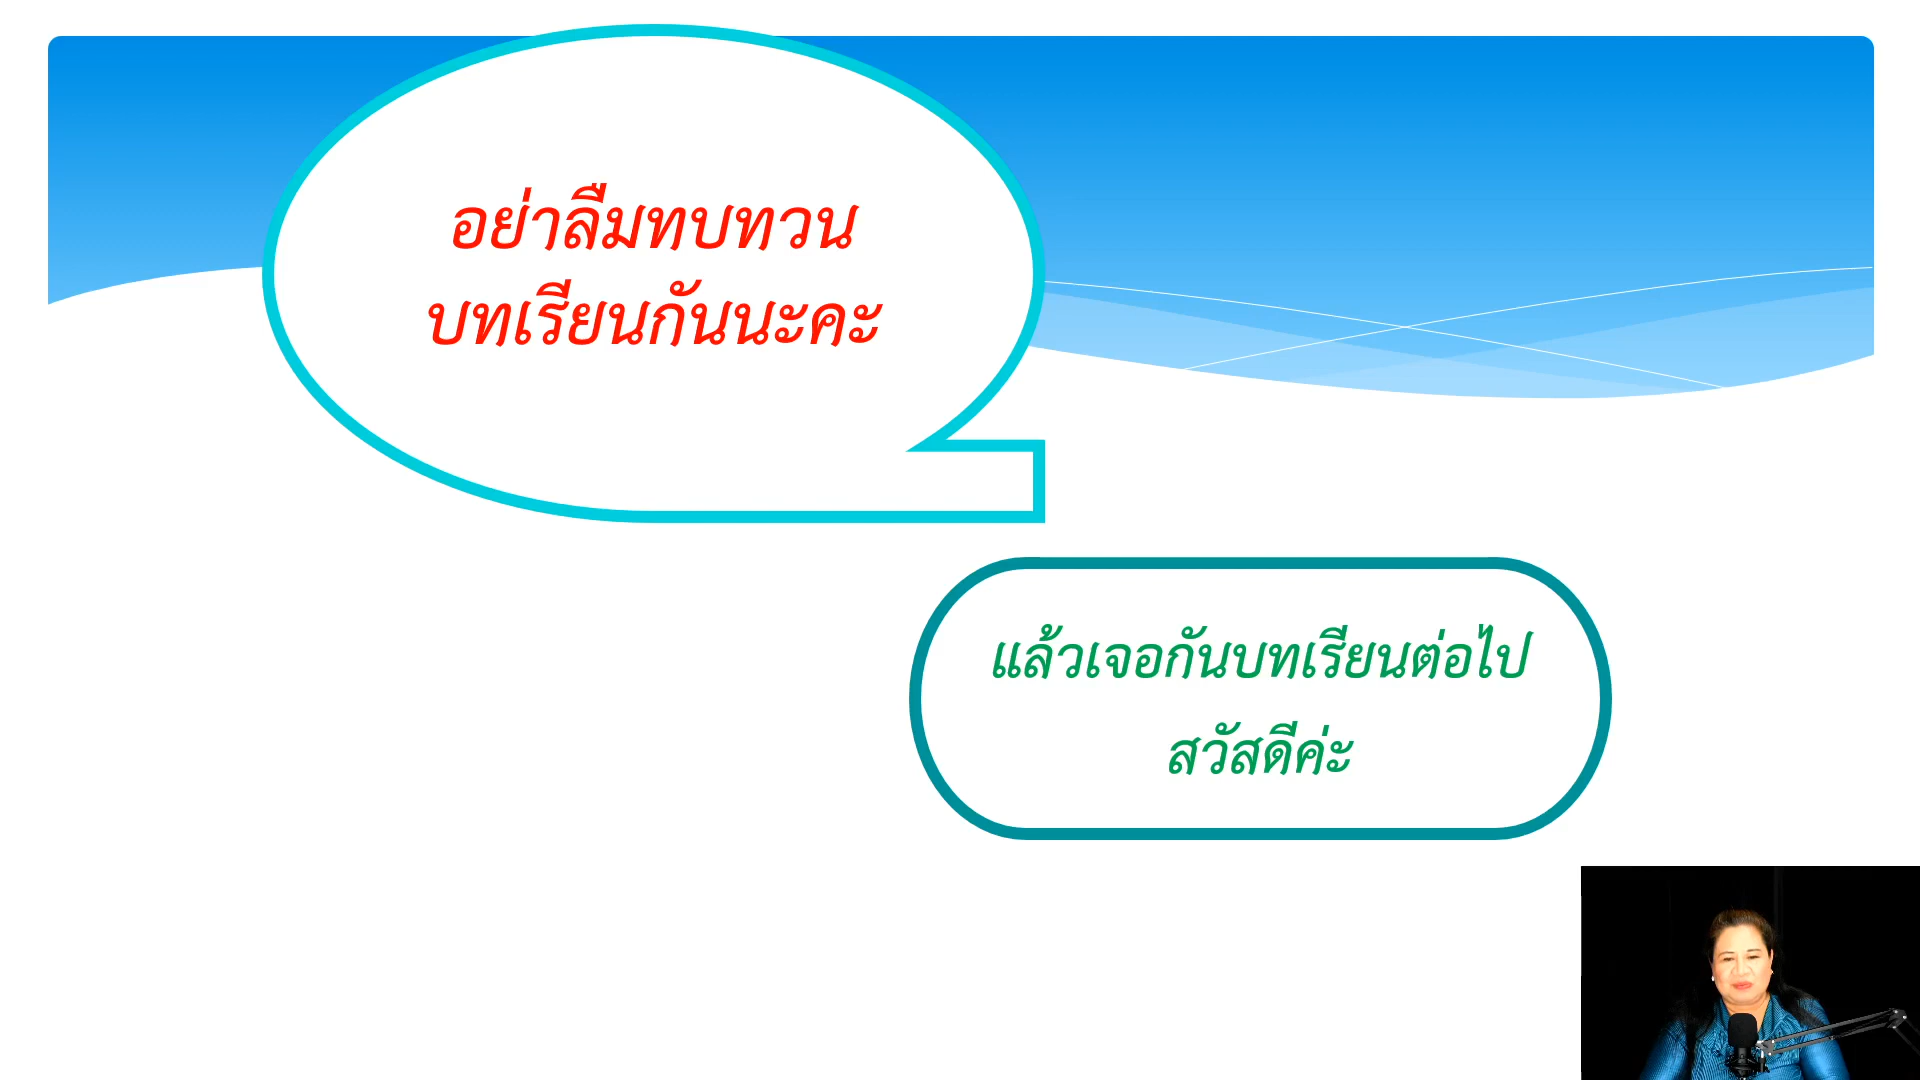 อย่าลืมทบทวน
บทเรียนกันนะคะ
แล้วเจอกันบทเรียนต่อไป
สวัสดีค่ะ